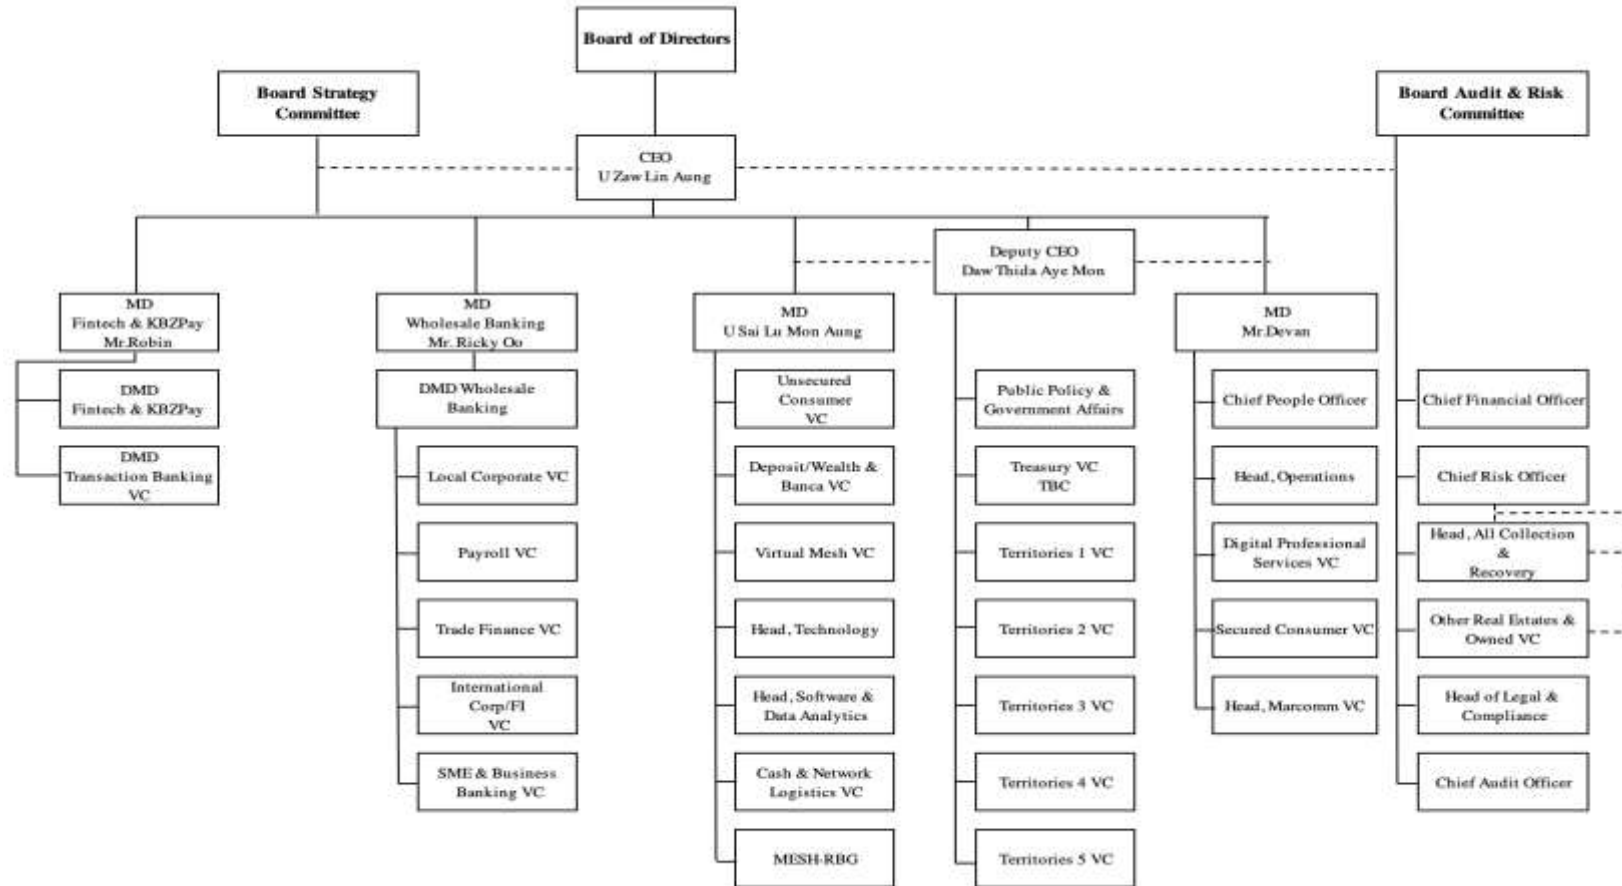 Board of Directors
Board Strategy
Committee
Board Audit & Risk
Committee
CEO
U Zaw Lin Aung
Deputy CEO
Daw Thida Aye Mon
MD
Fintech & KBZPay
Mr.Robin
DMD
Fintech & KBZPay
DMD
Transaction Banking
VC
MD
Wholesale Banking
Mr. Ricky Oo
DMD Wholesale
Banking
Local Corporate VC
Payroll VC
Trade Finance VC
International
Corp/FI
VC
SME & Business
Banking VC
MD
U Sai Lu Mon Aung
Unsecured
Consumer
VC
Deposit/Wealth &
Banca VC
Virtual Mesh VC
Head, Technology
Head, Software &
Data Analytics
Cash & Network
Logistics VC
MESH-RBG
Public Policy &
Government Affairs
Treasury VC
TBC
Territories 1 VC
Territories 2 VC
Territories 3 VC
Territories 4 VC
Territories 5 VC
MD
Mr.Devan
Chief People Officer
Head, Operations
Digital Professional
Services VC
Secured Consumer VC
Head, Marcomm VC
Chief Financial Officer
Chief Risk Officer
Head, All Collection
&
Recovery
Other Real Estates &
Owned VC
Head of Legal &
Compliance
Chief Audit Officer